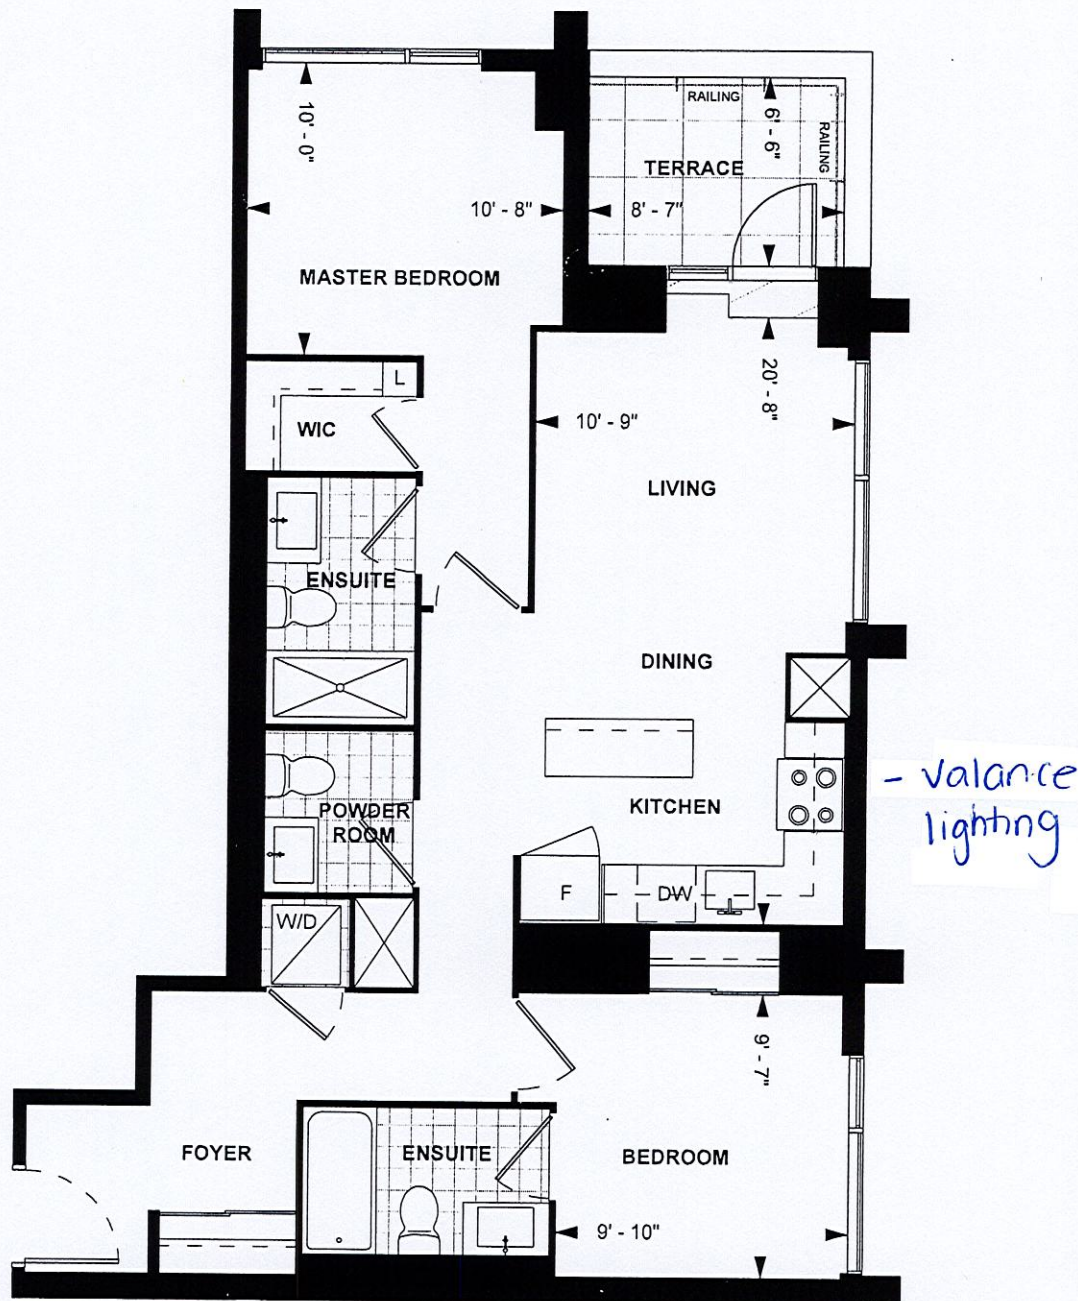 RAILING
6' - 6"
RAILING
10' - 0"
TERRACE
10' - 8"
8' - 7"
MASTER BEDROOM
20' - 8"
L
10' - 9"
WIC
LIVING
ENSUITE
DINING
- valance
lighting
KITCHEN
POWDER
ROOM
F
DW
W/D
9' - 7"
FOYER
ENSUITE
BEDROOM
9' - 10"